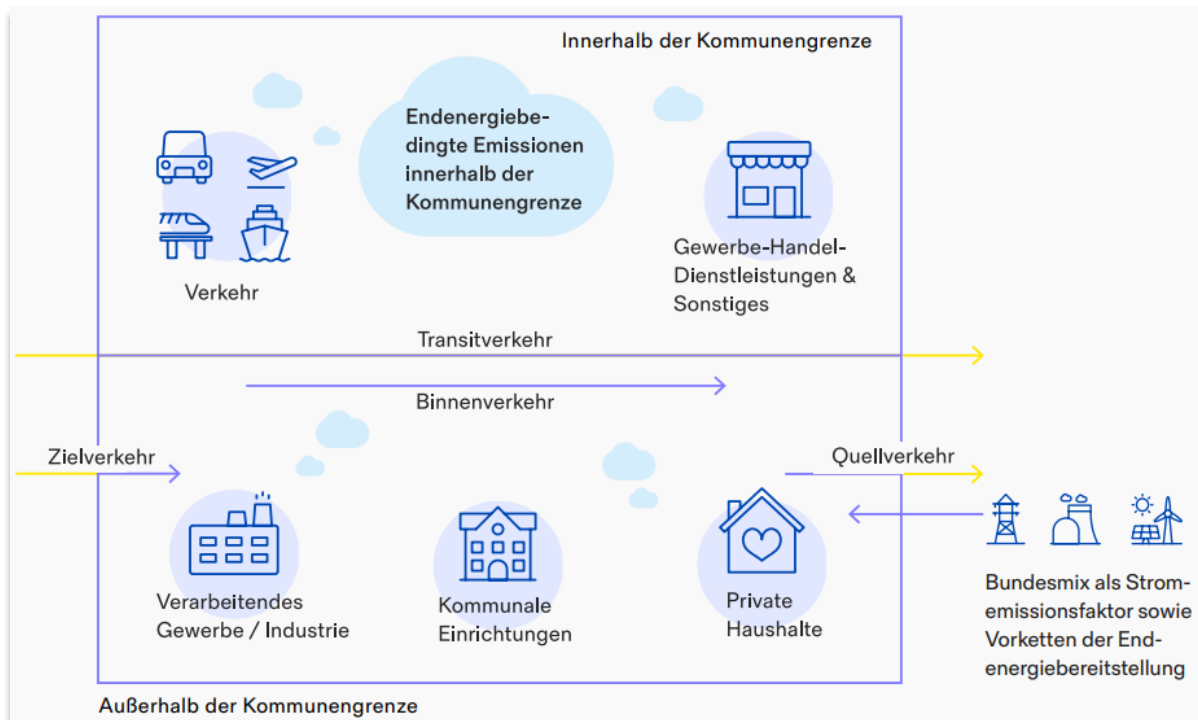 Innerhalb der Kommunengrenze
Endenergiebe-
dingte Emissionen
innerhalb der
Kommunengrenze
Verkehr
Gewerbe-Handel-
Dienstleistungen &
Sonstiges
Transitverkehr
Binnenverkehr
Zielverkehr
Quellverkehr
Verarbeitendes
Gewerbe / Industrie
Kommunale
Einrichtungen
Private
Haushalte
Bundesmix als Strom-
emissionsfaktor sowie
Vorketten der End-
energiebereitstellung
Außerhalb der Kommunengrenze